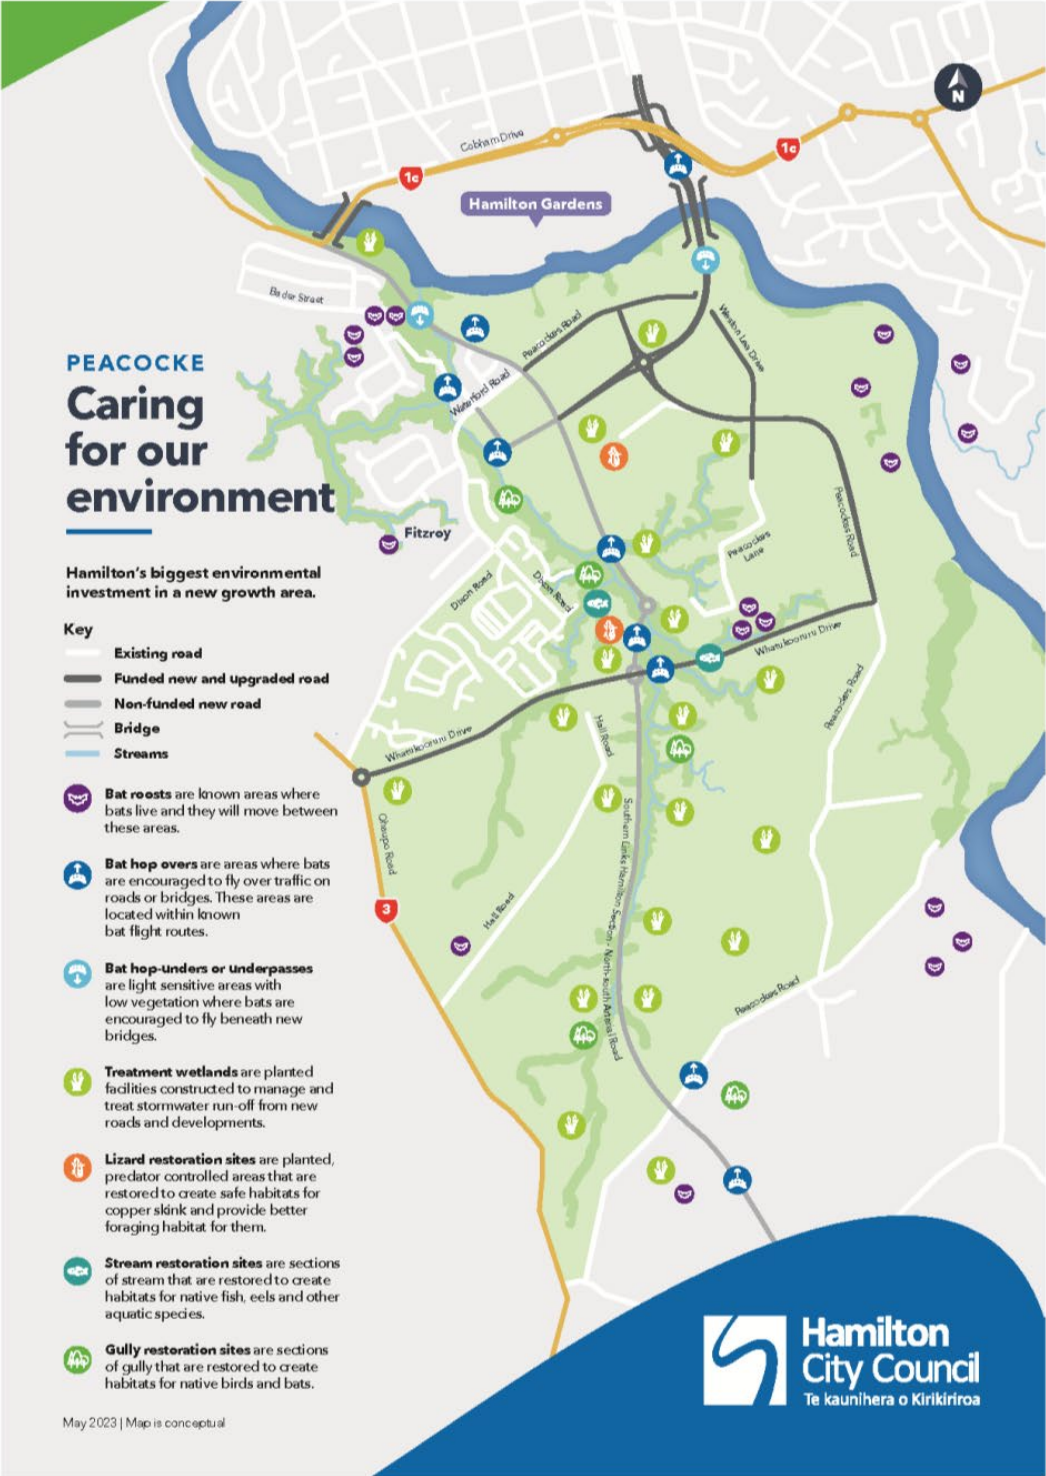 Cobham Drive
N
1c
1c
Hamilton Gardens
Bader Street
Peacockes Road
Weston Lea Drive
PEACOCKE
Caring
for our
environment
Waterford Road
Peacockes Road
Fitzroy
Peacockes
Lane
Hamilton's biggest environmental
investment in a new growth area.
Dixon Road
Dixon Road
Key
Existing road
Funded new and upgraded road
Non-funded new road
Bridge
Streams
Whatukooruru Drive
Peacockes Road
Hall Road
Whatukooruru Drive
Bat roosts are known areas where
bats live and they will move between
these areas.
Ohaupo Road
Southern Links Hamilton Section - North-south Arterial Road
Bat hop overs are areas where bats
are encouraged to fly over traffic on
roads or bridges. These areas are
located within known
bat flight routes.
3
Hall Road
Bat hop-unders or underpasses
are light sensitive areas with
low vegetation where bats are
encouraged to fly beneath new
bridges.
Peacockes Road
Treatment wetlands are planted
facilities constructed to manage and
treat stormwater run-off from new
roads and developments.
Lizard restoration sites are planted,
predator controlled areas that are
restored to create safe habitats for
copper skink and provide better
foraging habitat for them.
Stream restoration sites are sections
of stream that are restored to create
habitats for native fish, eels and other
aquatic species.
Gully restoration sites are sections
of gully that are restored to create
habitats for native birds and bats.
May 2023 | Map is conceptual
Hamilton
City Council
Te kaunihera o Kirikiriroa